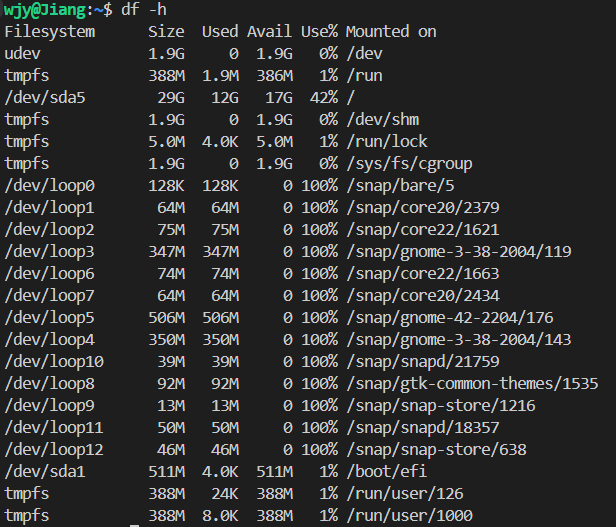 wjy@Jiang:~$ df -h
Filesystem      Size  Used Avail Use% Mounted on
udev            1.9G     0  1.9G   0% /dev
tmpfs           388M  1.9M  386M   1% /run
/dev/sda5        29G   12G   17G  42% /
tmpfs           1.9G     0  1.9G   0% /dev/shm
tmpfs           5.0M  4.0K  5.0M   1% /run/lock
tmpfs           1.9G     0  1.9G   0% /sys/fs/cgroup
/dev/loop0      128K  128K     0 100% /snap/bare/5
/dev/loop1       64M   64M     0 100% /snap/core20/2379
/dev/loop2       75M   75M     0 100% /snap/core22/1621
/dev/loop3      347M  347M     0 100% /snap/gnome-3-38-2004/119
/dev/loop6       74M   74M     0 100% /snap/core22/1663
/dev/loop7       64M   64M     0 100% /snap/core20/2434
/dev/loop5      506M  506M     0 100% /snap/gnome-42-2204/176
/dev/loop4      350M  350M     0 100% /snap/gnome-3-38-2004/143
/dev/loop10      39M   39M     0 100% /snap/snapd/21759
/dev/loop8       92M   92M     0 100% /snap/gtk-common-themes/1535
/dev/loop9       13M   13M     0 100% /snap/snap-store/1216
/dev/loop11      50M   50M     0 100% /snap/snapd/18357
/dev/loop12      46M   46M     0 100% /snap/snap-store/638
/dev/sda1       511M  4.0K  511M   1% /boot/efi
tmpfs           388M   24K  388M   1% /run/user/126
tmpfs           388M  8.0K  388M   1% /run/user/1000